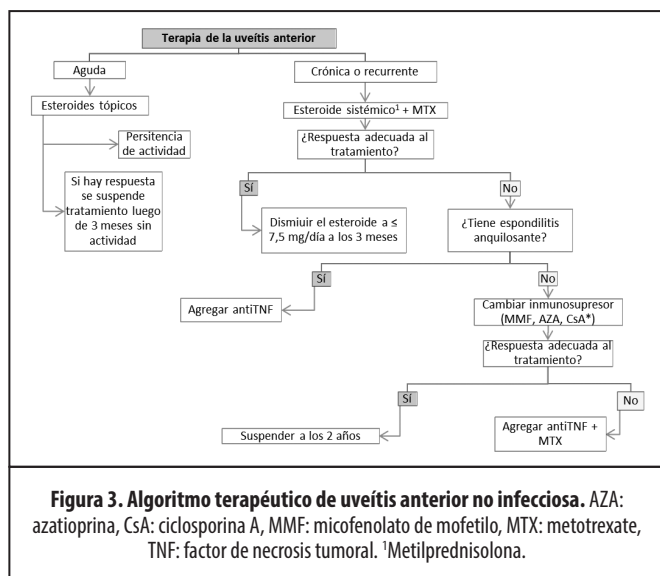 Terapia de la uveítis anterior
Aguda
Crónica o recurrente
Esteroides tópicos
Esteroide sistémico¹ + MTX
Persitencia
de actividad
¿Respuesta adecuada al
tratamiento?
Si hay respuesta
se suspende
tratamiento luego
de 3 meses sin
actividad
Sí
No
Dismiuir el esteroide a ≤
7,5 mg/día a los 3 meses
¿Tiene espondilitis
anquilosante?
Sí
No
Agregar antiTNF
Cambiar inmunosupresor
(MMF, AZA, CsA*)
¿Respuesta adecuada al
tratamiento?
Sí
No
Suspender a los 2 años
Agregar antiTNF +
MTX
Figura 3. Algoritmo terapéutico de uveítis anterior no infecciosa. AZA:
azatioprina, CsA: ciclosporina A, MMF: micofenolato de mofetilo, MTX: metotrexate,
TNF: factor de necrosis tumoral. ¹Metilprednisolona.